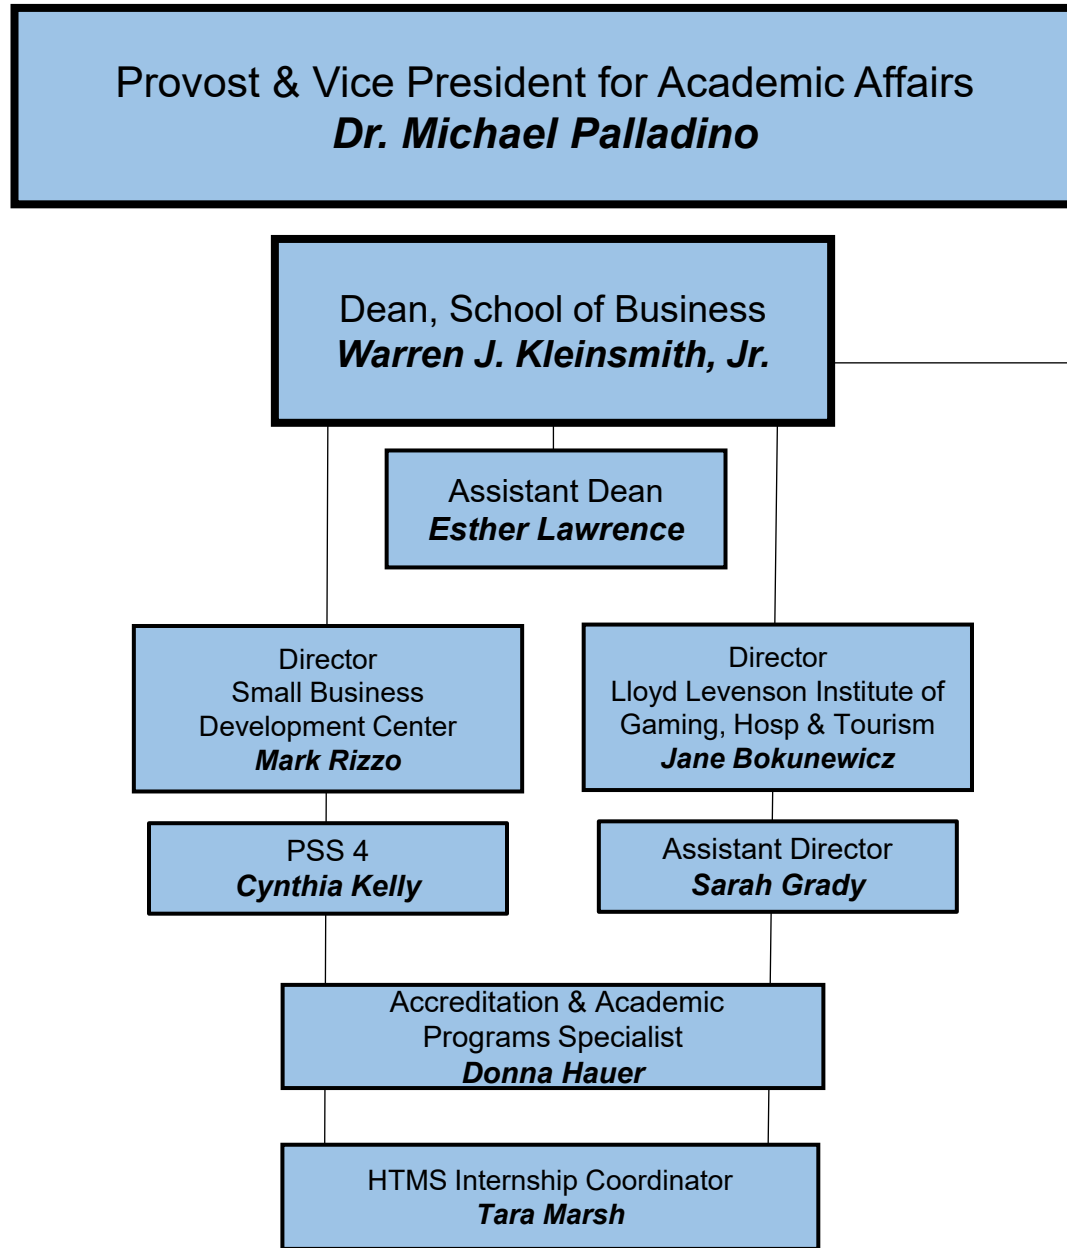 Provost & Vice President for Academic Affairs
Dr. Michael Palladino
Dean, School of Business
Warren J. Kleinsmith, Jr.
Assistant Dean
Esther Lawrence
Director
Small Business
Development Center
Mark Rizzo
Director
Lloyd Levenson Institute of
Gaming, Hosp & Tourism
Jane Bokunewicz
PSS 4
Cynthia Kelly
Assistant Director
Sarah Grady
Accreditation & Academic
Programs Specialist
Donna Hauer
HTMS Internship Coordinator
Tara Marsh